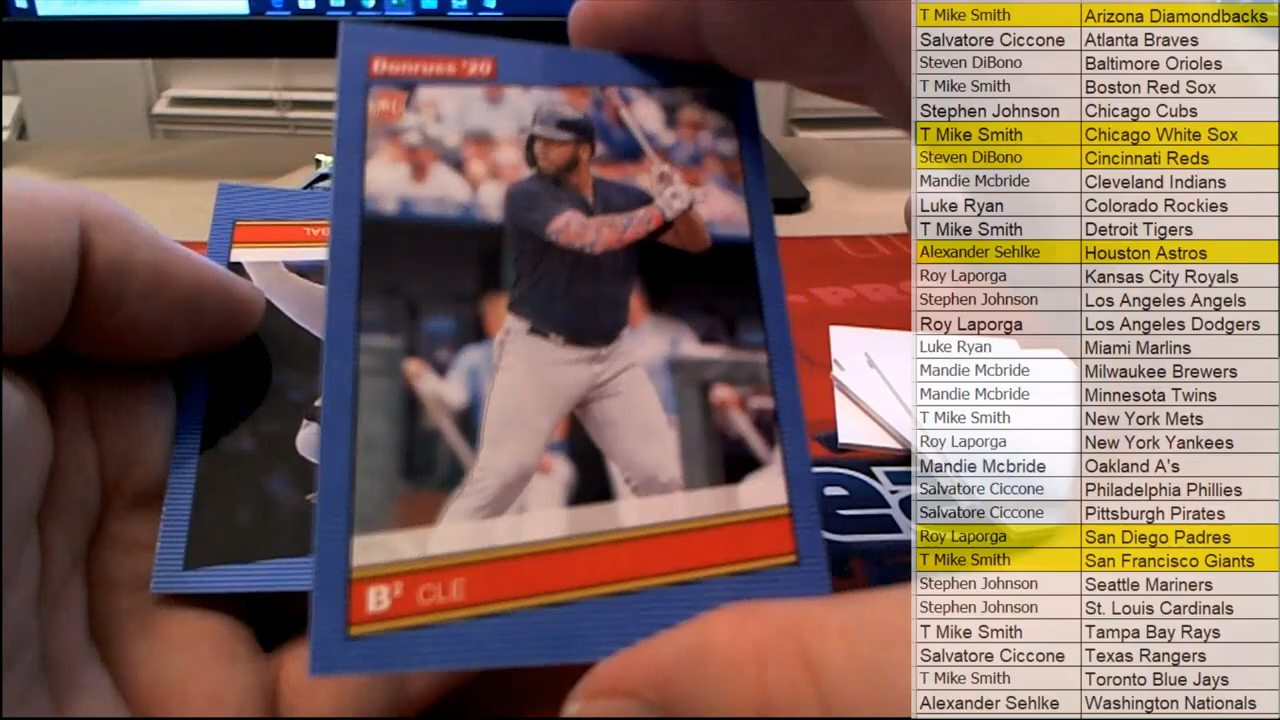 Donruss '20
B² CLE
T Mike Smith Arizona Diamondbacks
Salvatore Ciccone Atlanta Braves
Steven DiBono Baltimore Orioles
T Mike Smith Boston Red Sox
Stephen Johnson Chicago Cubs
T Mike Smith Chicago White Sox
Steven DiBono Cincinnati Reds
Mandie Mcbride Cleveland Indians
Luke Ryan Colorado Rockies
T Mike Smith Detroit Tigers
Alexander Sehlke Houston Astros
Roy Laporga Kansas City Royals
Stephen Johnson Los Angeles Angels
Roy Laporga Los Angeles Dodgers
Luke Ryan Miami Marlins
Mandie Mcbride Milwaukee Brewers
Mandie Mcbride Minnesota Twins
T Mike Smith New York Mets
Roy Laporga New York Yankees
Mandie Mcbride Oakland A's
Salvatore Ciccone Philadelphia Phillies
Salvatore Ciccone Pittsburgh Pirates
Roy Laporga San Diego Padres
T Mike Smith San Francisco Giants
Stephen Johnson Seattle Mariners
Stephen Johnson St. Louis Cardinals
T Mike Smith Tampa Bay Rays
Salvatore Ciccone Texas Rangers
T Mike Smith Toronto Blue Jays
Alexander Sehlke Washington Nationals